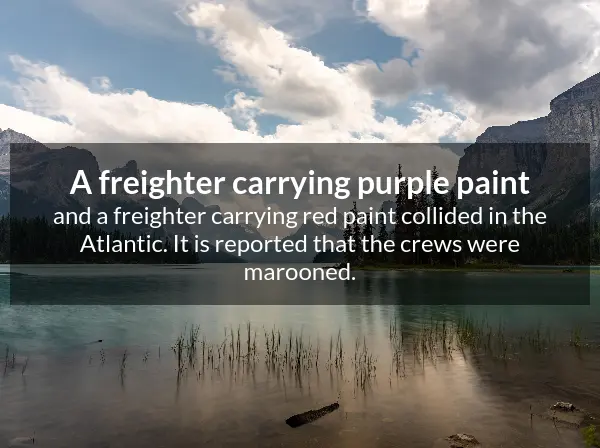 A freighter carrying purple paint
and a freighter carrying red paint collided in the
Atlantic. It is reported that the crews were
marooned.